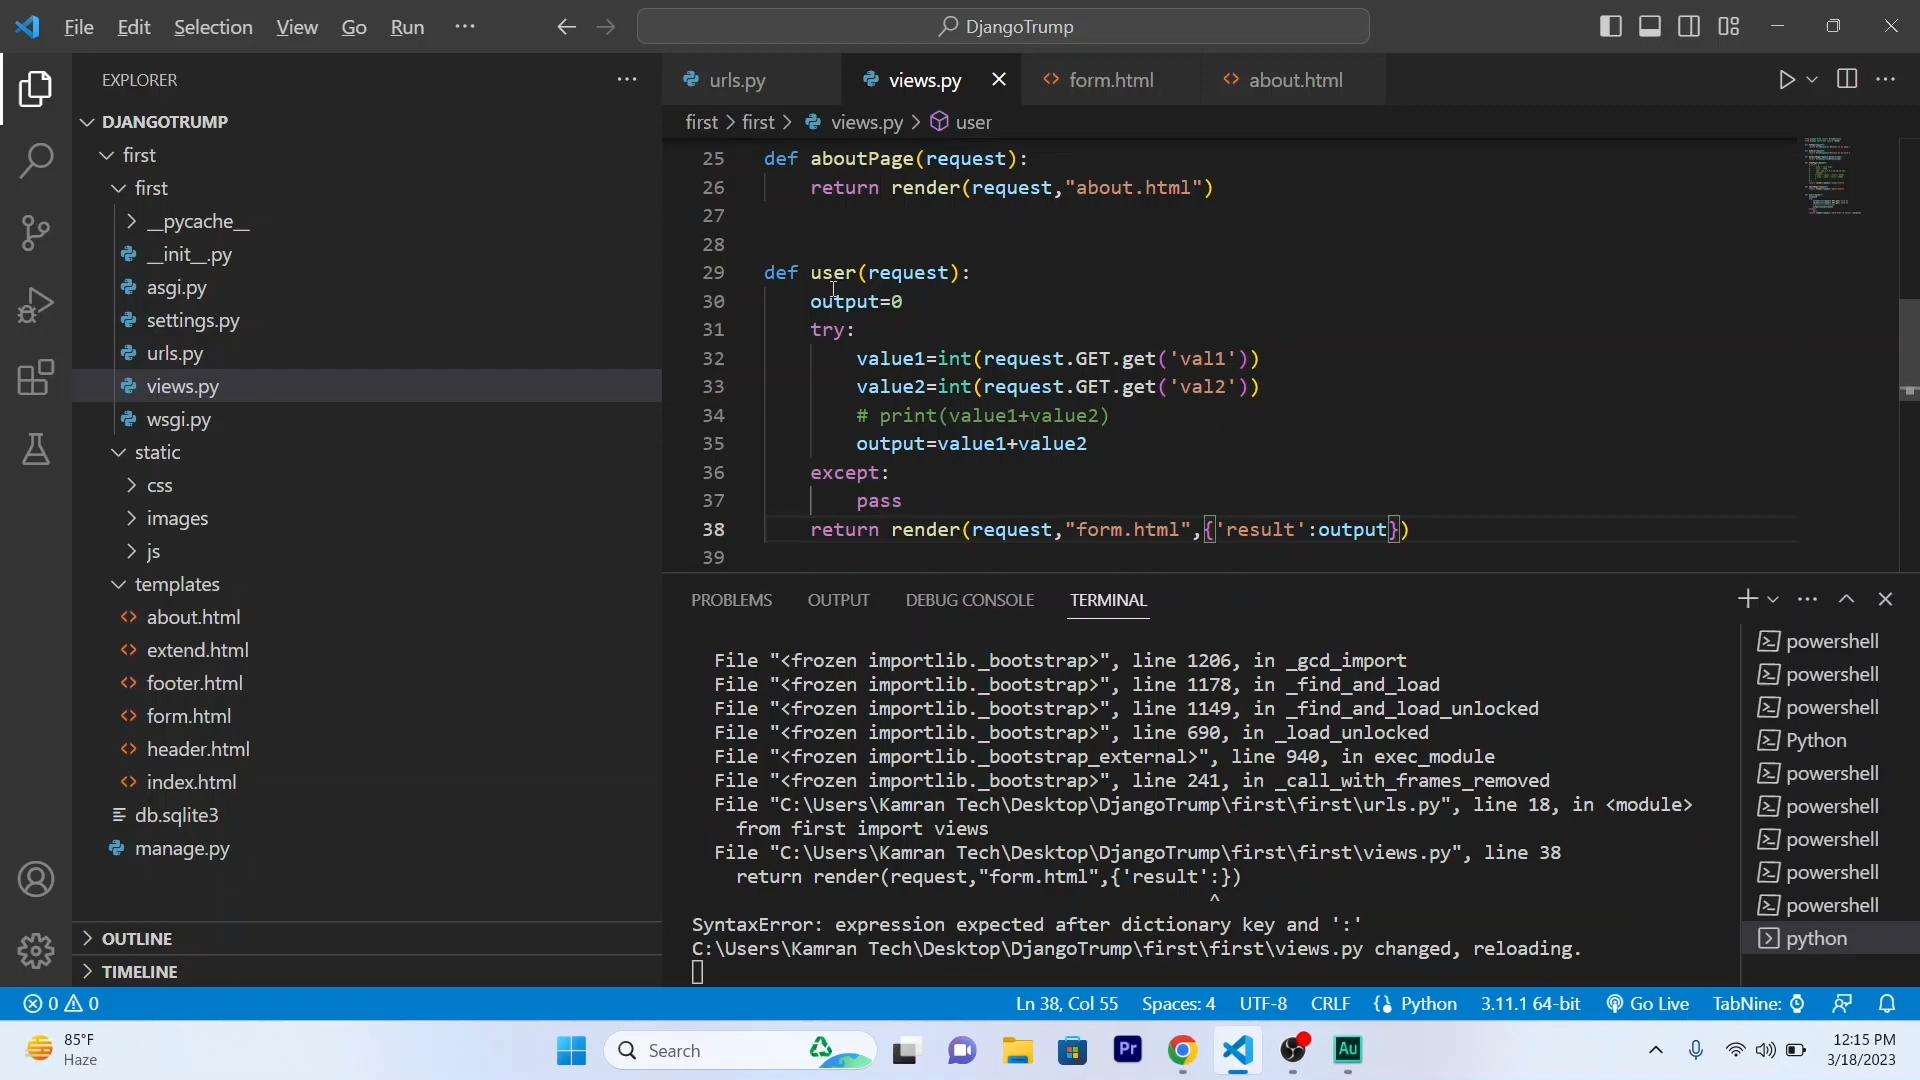 File Edit Selection View Go Run ··· DjangoTrump
EXPLORER ···
DJANGOTRUMP
first
first
__pycache__
__init__.py
asgi.py
settings.py
urls.py
views.py
wsgi.py
static
css
images
js
templates
about.html
extend.html
footer.html
form.html
header.html
index.html
db.sqlite3
manage.py
OUTLINE
TIMELINE
urls.py views.py form.html about.html
first > first > views.py > user
25 def aboutPage(request):
26 return render(request,"about.html")
27
28
29 def user(request):
30 output=0
31 try:
32 value1=int(request.GET.get('val1'))
33 value2=int(request.GET.get('val2'))
34 # print(value1+value2)
35 output=value1+value2
36 except:
37 pass
38 return render(request,"form.html",{'result':output})
39
PROBLEMS OUTPUT DEBUG CONSOLE TERMINAL
File "<frozen importlib._bootstrap>", line 1206, in _gcd_import
File "<frozen importlib._bootstrap>", line 1178, in _find_and_load
File "<frozen importlib._bootstrap>", line 1149, in _find_and_load_unlocked
File "<frozen importlib._bootstrap>", line 690, in _load_unlocked
File "<frozen importlib._bootstrap_external>", line 940, in exec_module
File "<frozen importlib._bootstrap>", line 241, in _call_with_frames_removed
File "C:\Users\Kamran Tech\Desktop\DjangoTrump\first\first\urls.py", line 18, in <module>
from first import views
File "C:\Users\Kamran Tech\Desktop\DjangoTrump\first\first\views.py", line 38
return render(request,"form.html",{'result':})
^
SyntaxError: expression expected after dictionary key and ':'
C:\Users\Kamran Tech\Desktop\DjangoTrump\first\first\views.py changed, reloading.
powershell
powershell
powershell
Python
powershell
powershell
powershell
powershell
powershell
python
0 0 Ln 38, Col 55 Spaces: 4 UTF-8 CRLF Python 3.11.1 64-bit Go Live TabNine:
85°F
Haze
Search
Pr
Au
12:15 PM
3/18/2023